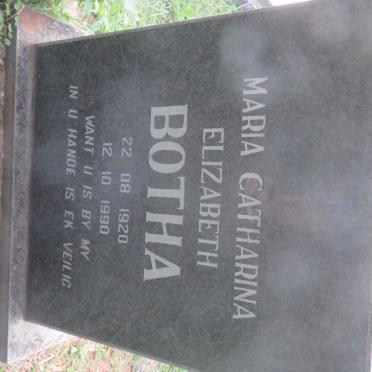 MARIA CATHARINA
ELIZABETH
BOTHA
22 08 1920
12 10 1990
WANT U IS BY MY
IN U HANDE IS EK VEILIG